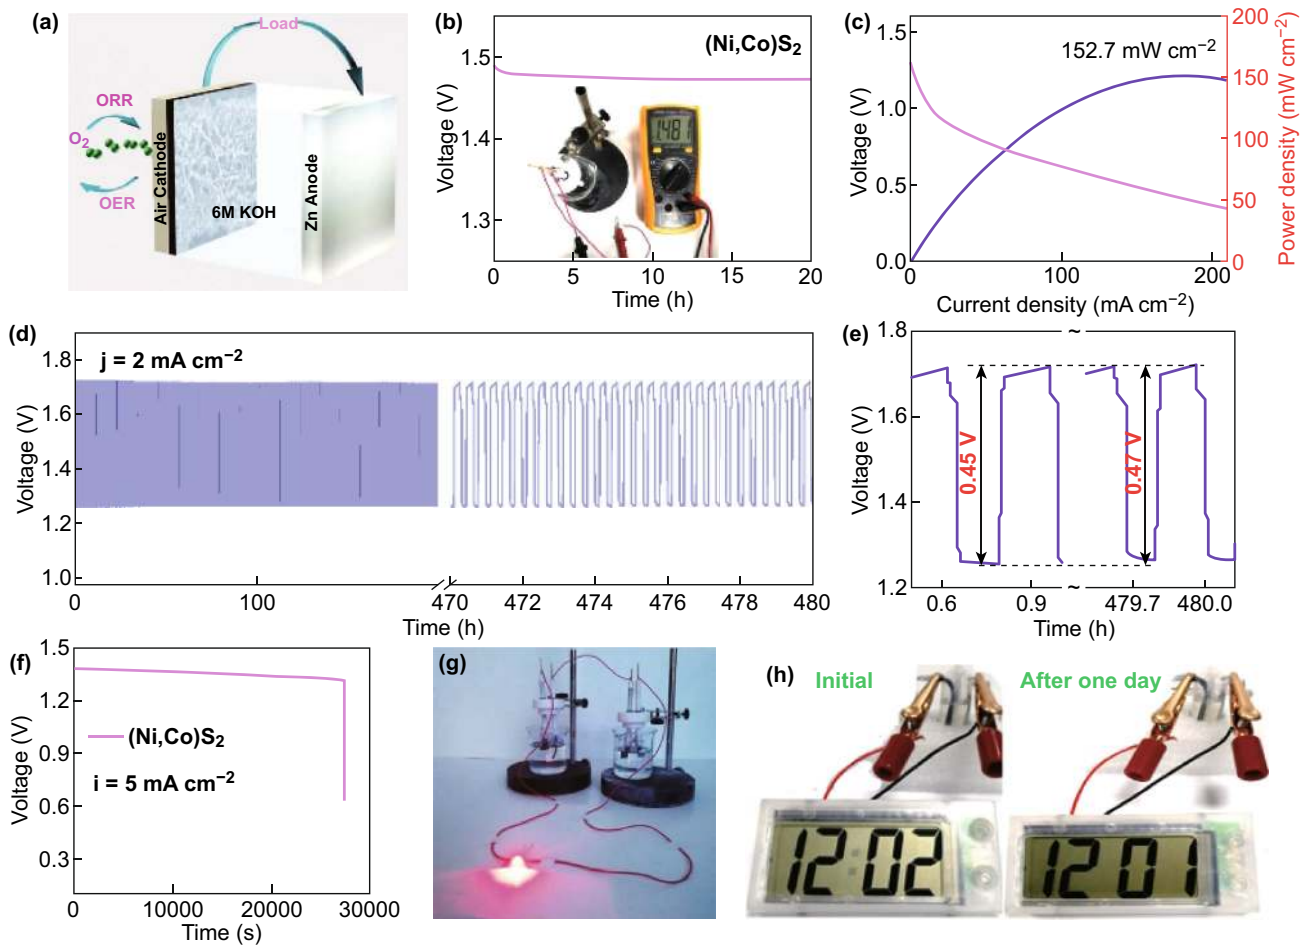 (a)
Load
ORR
O2
OER
Air Cathode
6M KOH
Zn Anode
(b)
(Ni,Co)S2
1.5
1.4
1.3
Voltage (V)
1.481
0 5 10 15 20
Time (h)
(c)
152.7 mW cm−2
1.6
1.0
0.5
0.0
Voltage (V)
200
150
100
50
0
Power density (mW cm−2)
0 100 200
Current density (mA cm−2)
(d)
j = 2 mA cm−2
1.8
1.6
1.4
1.2
1.0
Voltage (V)
0 100 470 472 474 476 478 480
Time (h)
(e)
~
1.8
1.6
1.4
1.2
Voltage (V)
0.45 V
0.47 V
~
0.6 0.9 479.7 480.0
Time (h)
(f)
1.5
1.2
0.9
0.6
0.3
Voltage (V)
(Ni,Co)S2
i = 5 mA cm−2
0 10000 20000 30000
Time (s)
(g)
(h)
Initial
After one day
12:02
12 01